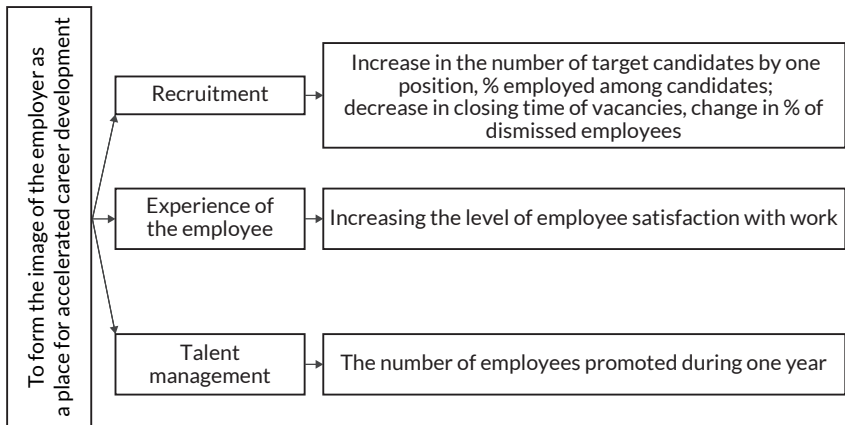 To form the image of the employer as
a place for accelerated career development
Recruitment
Increase in the number of target candidates by one
position, % employed among candidates;
decrease in closing time of vacancies, change in % of
dismissed employees
Experience of
the employee
Increasing the level of employee satisfaction with work
Talent
management
The number of employees promoted during one year